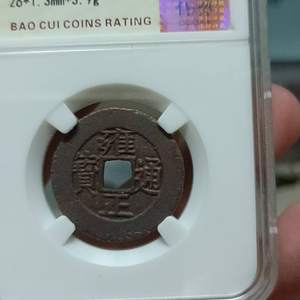 BAO CUI COINS RATING
雍正通寶